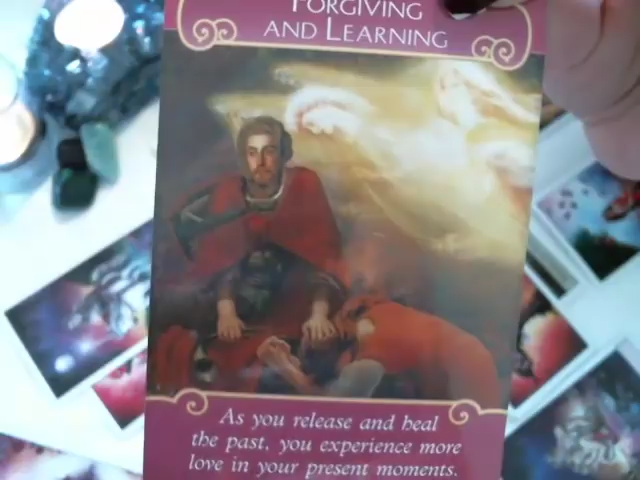 FORGIVING
AND LEARNING
As you release and heal
the past, you experience more
love in your present moments.